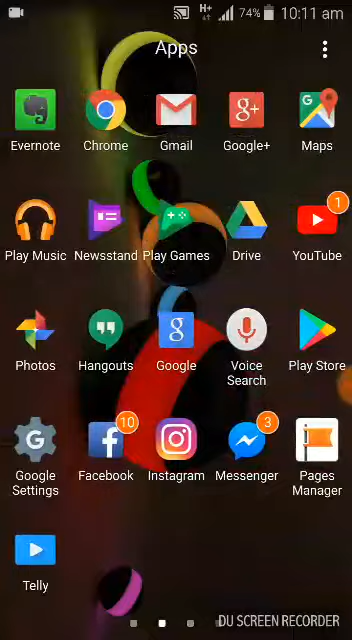 H+ 74% 10:11 am
Apps
Evernote Chrome Gmail Google+ Maps
1
Play Music Newsstand Play Games Drive YouTube
Photos Hangouts Google Voice Search Play Store
10 3
Google Settings Facebook Instagram Messenger Pages Manager
Telly
DU SCREEN RECORDER